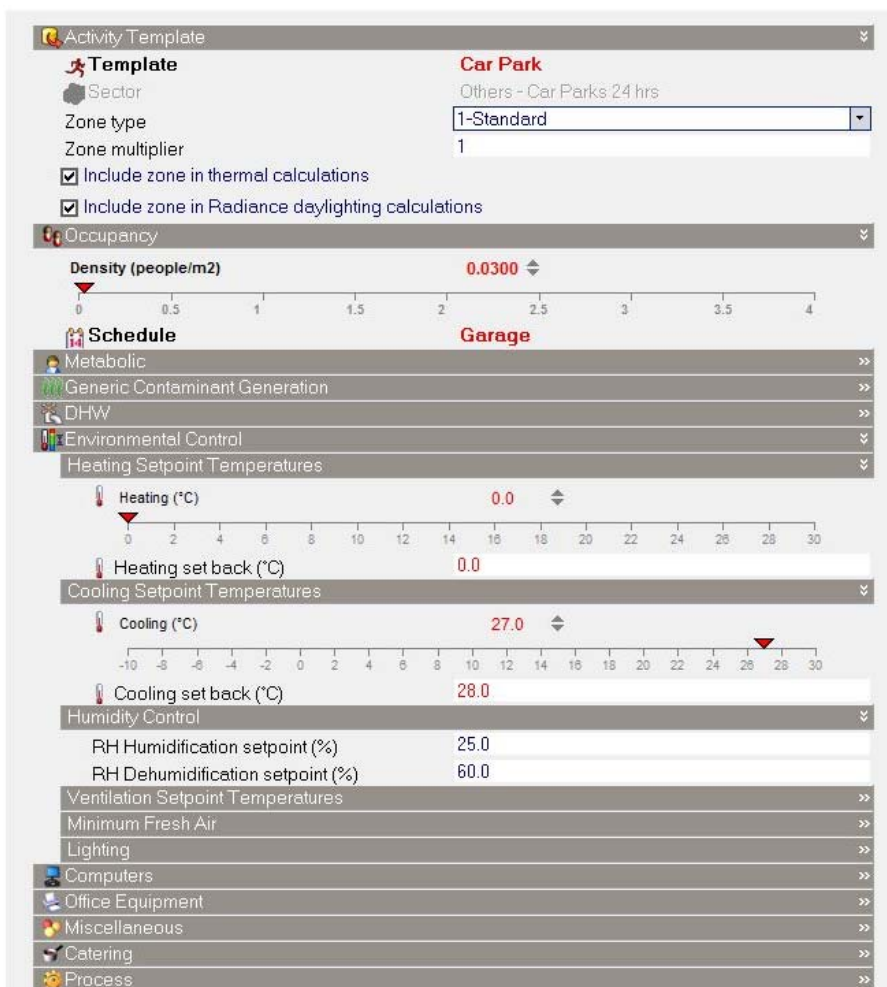 Activity Template
Template Car Park
Sector Others - Car Parks 24 hrs
Zone type 1-Standard
Zone multiplier 1
Include zone in thermal calculations
Include zone in Radiance daylighting calculations
Occupancy
Density (people/m2) 0.0300
0 0.5 1 1.5 2 2.5 3 3.5 4
14 Schedule Garage
Metabolic
Generic Contaminant Generation
DHW
Environmental Control
Heating Setpoint Temperatures
Heating (°C) 0.0
0 2 4 6 8 10 12 14 16 18 20 22 24 26 28 30
Heating set back (°C) 0.0
Cooling Setpoint Temperatures
Cooling (°C) 27.0
-10 -8 -6 -4 -2 0 2 4 6 8 10 12 14 16 18 20 22 24 26 28 30
Cooling set back (°C) 28.0
Humidity Control
RH Humidification setpoint (%) 25.0
RH Dehumidification setpoint (%) 60.0
Ventilation Setpoint Temperatures
Minimum Fresh Air
Lighting
Computers
Office Equipment
Miscellaneous
Catering
Process